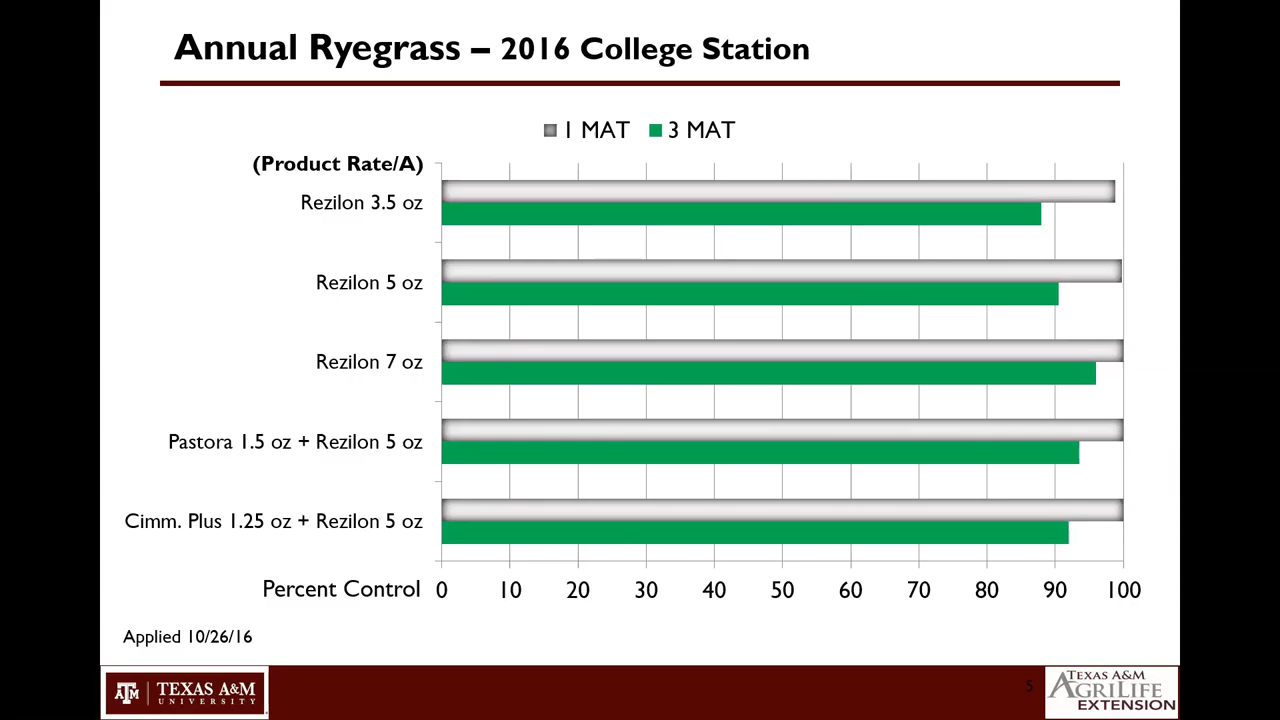 Annual Ryegrass – 2016 College Station
1 MAT 3 MAT
(Product Rate/A)
Rezilon 3.5 oz
Rezilon 5 oz
Rezilon 7 oz
Pastora 1.5 oz + Rezilon 5 oz
Cimm. Plus 1.25 oz + Rezilon 5 oz
Percent Control 0 10 20 30 40 50 60 70 80 90 100
Applied 10/26/16
ATM TEXAS A&M
UNIVERSITY
5
TEXAS A&M
AGRILIFE
EXTENSION